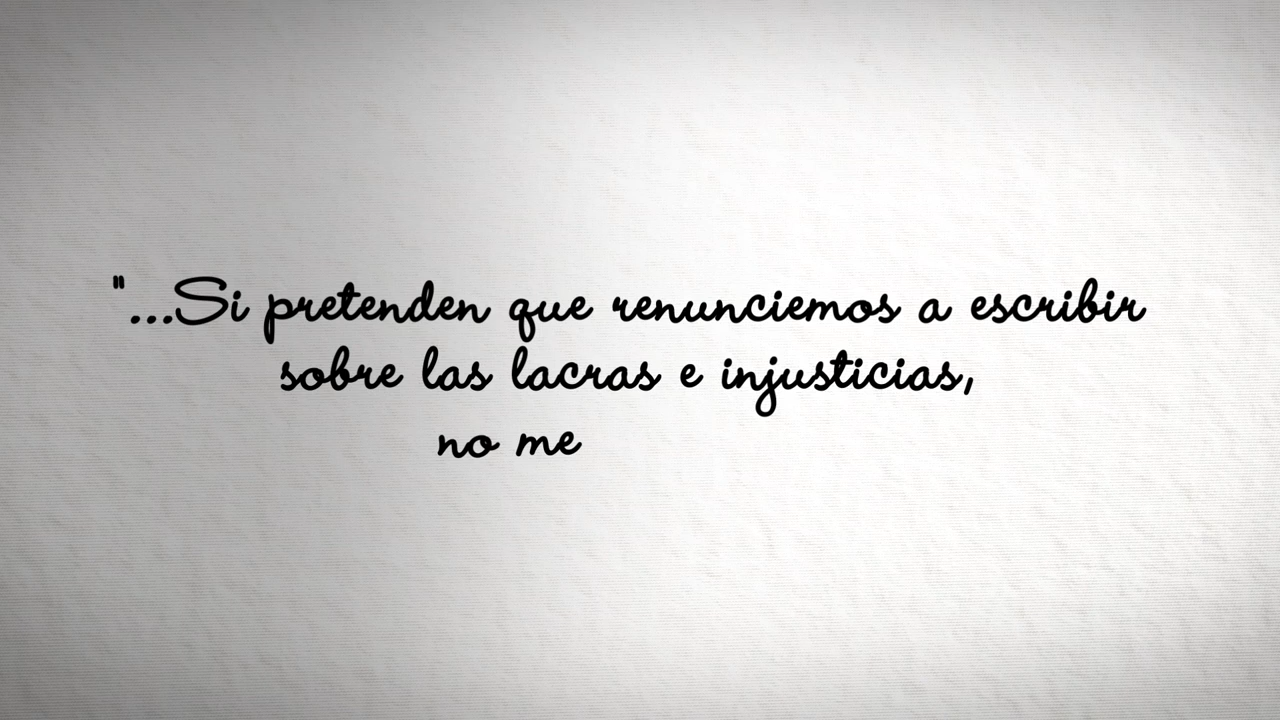 "...Si pretenden que renunciemos a escribir
sobre las lacras e injusticias,
no me